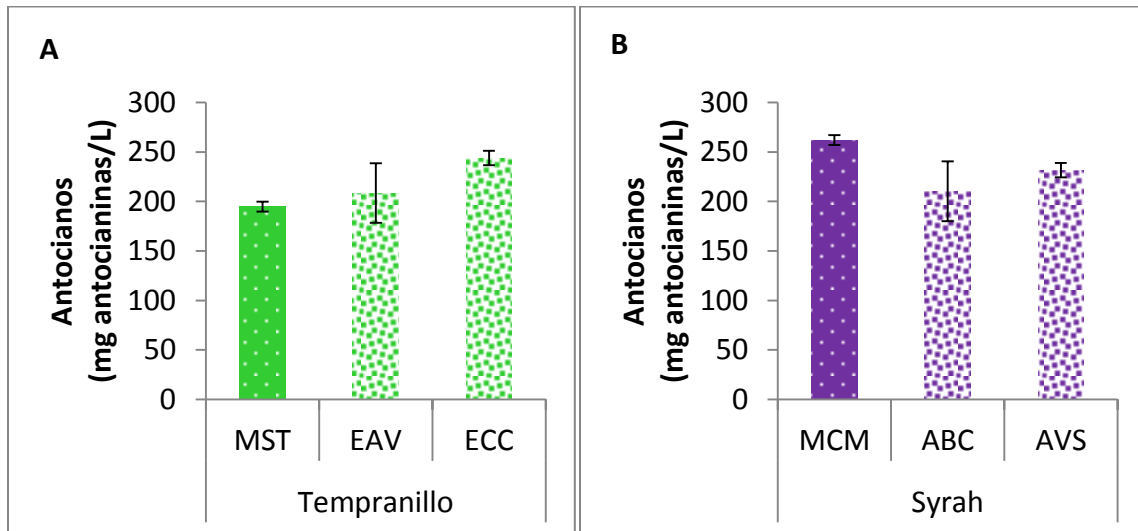 A
Antocianos
(mg antocianinas/L)
300
250
200
150
100
50
0
MST EAV ECC
Tempranillo
B
Antocianos
(mg antocianinas/L)
300
250
200
150
100
50
0
MCM ABC AVS
Syrah